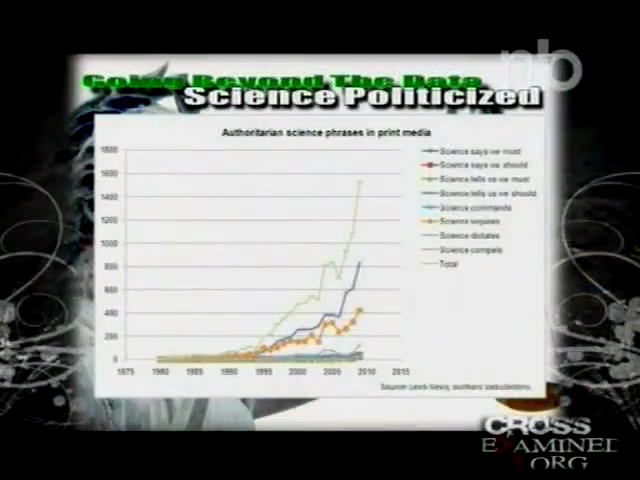 nlb
Going Beyond The Data
Science Politicized
Authoritarian science phrases in print media
1800
1600
1400
1200
1000
800
600
400
200
0
1975 1980 1985 1990 1995 2000 2005 2010 2015
Science says we must
Science says we should
Science tells us we must
Science tells us we should
Science commands
Science requires
Science dictates
Science compels
Total
Source: Lexis Nexis, authors' calculations.
CROSS
EXAMINED
.ORG